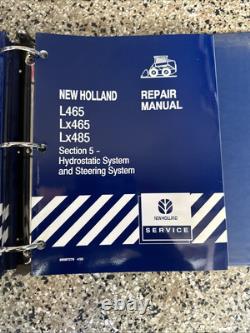 NEW HOLLAND
REPAIR
MANUAL
L465
Lx465
Lx485
Section 5 -
Hydrostatic System
and Steering System
NEW HOLLAND
SERVICE